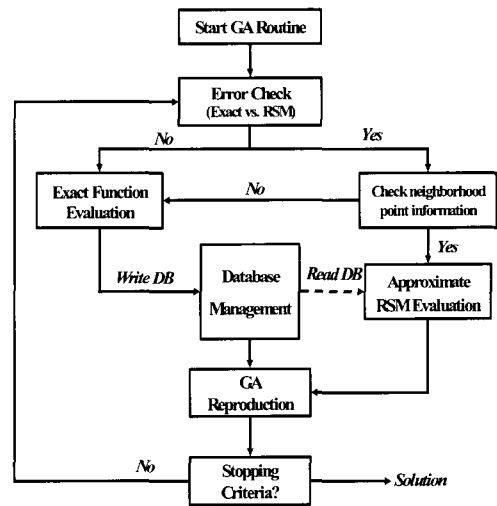 Start GA Routine
Error Check
(Exact vs. RSM)
No
Yes
Exact Function
Evaluation
No
Check neighborhood
point information
Yes
Write DB
Database
Management
Read DB
Approximate
RSM Evaluation
GA
Reproduction
No
Stopping
Criteria?
Solution